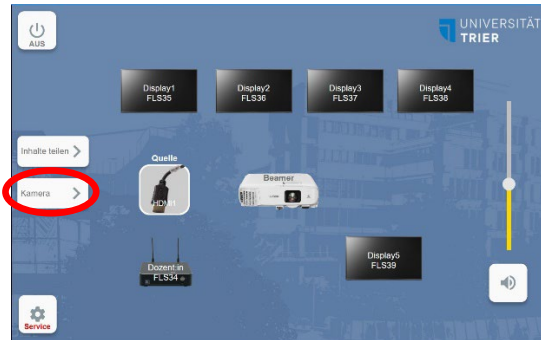 AUS
UNIVERSITÄT
TRIER
Display1
FLS35
Display2
FLS36
Display3
FLS37
Display4
FLS38
Inhalte teilen
Quelle
Kamera
HDMI1
Beamer
Dozent:in
FLS34
Display5
FLS39
Service